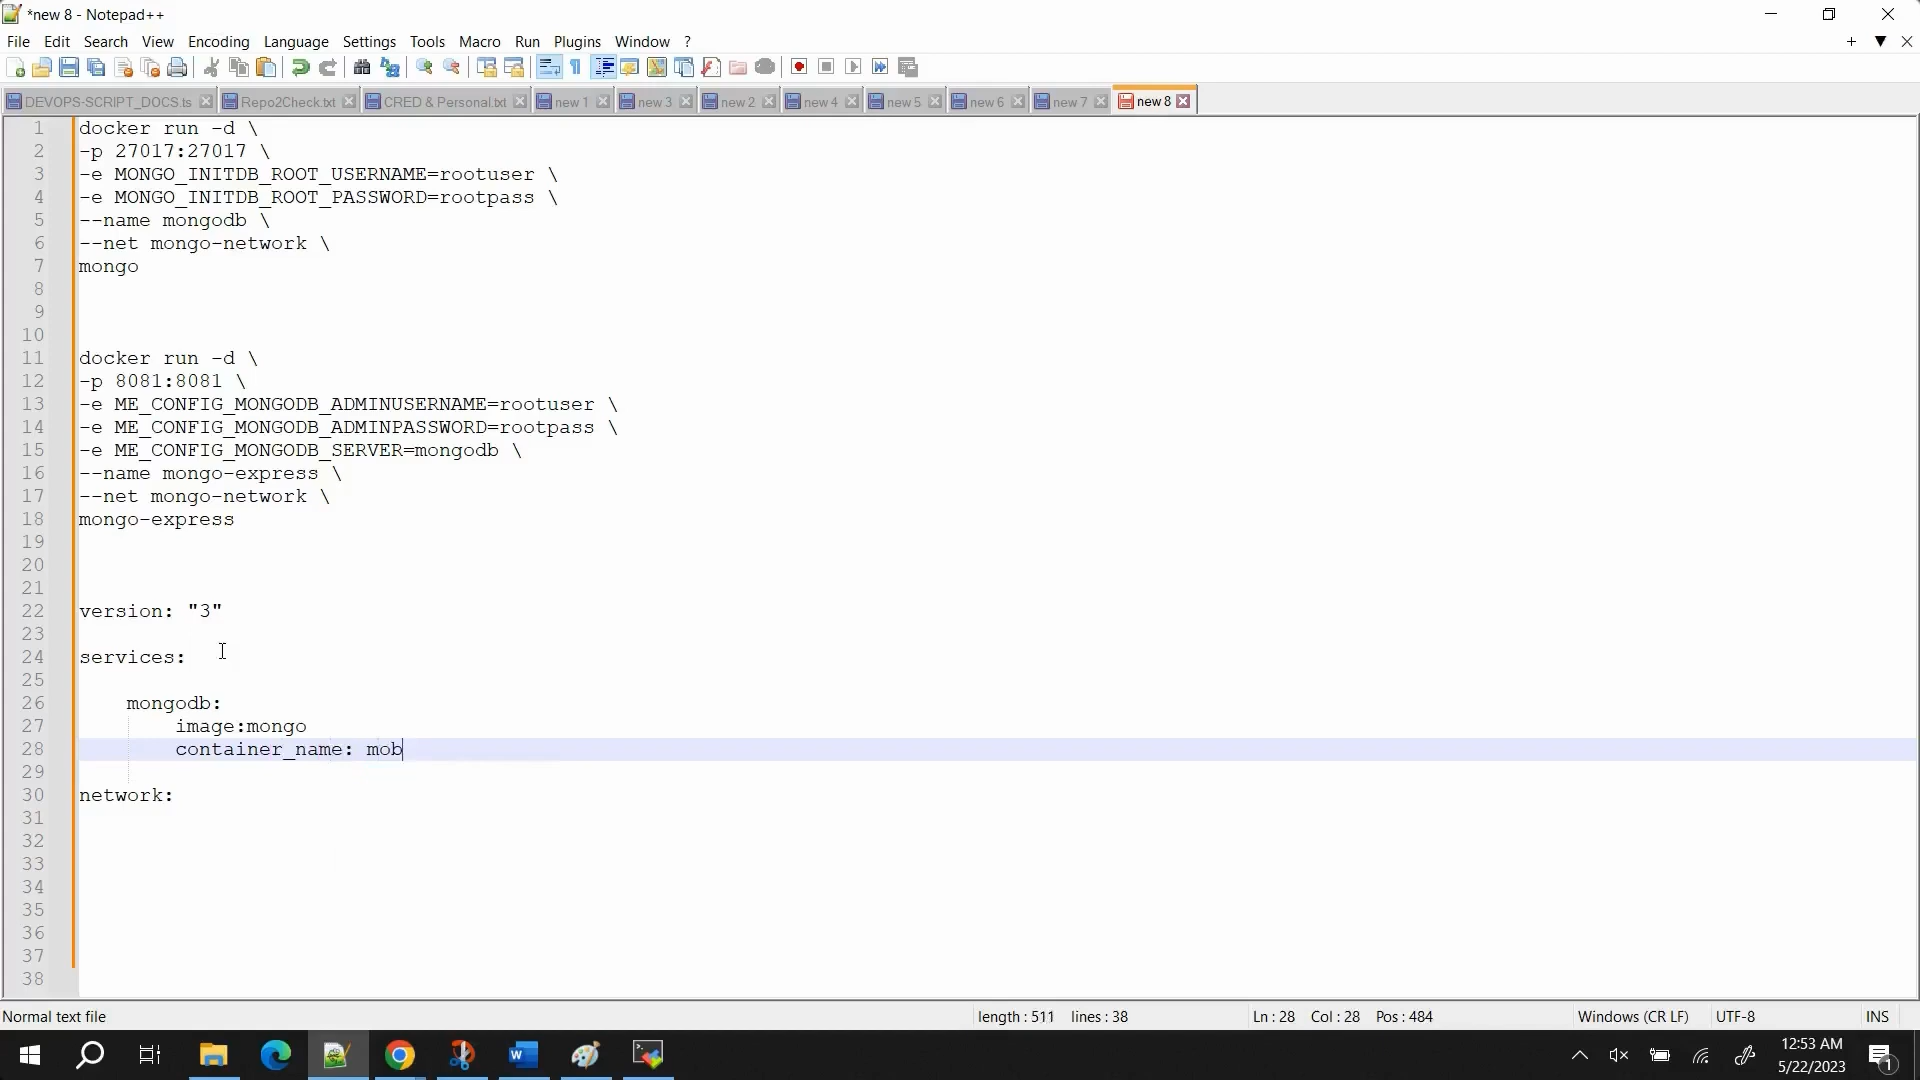 *new 8 - Notepad++
File Edit Search View Encoding Language Settings Tools Macro Run Plugins Window ?
DEVOPS-SCRIPT_DOCS.ts Repo2Check.txt CRED & Personal.txt new 1 new 3 new 2 new 4 new 5 new 6 new 7 new 8
1 docker run -d \
2 -p 27017:27017 \
3 -e MONGO_INITDB_ROOT_USERNAME=rootuser \
4 -e MONGO_INITDB_ROOT_PASSWORD=rootpass \
5 --name mongodb \
6 --net mongo-network \
7 mongo
8
9
10
11 docker run -d \
12 -p 8081:8081 \
13 -e ME_CONFIG_MONGODB_ADMINUSERNAME=rootuser \
14 -e ME_CONFIG_MONGODB_ADMINPASSWORD=rootpass \
15 -e ME_CONFIG_MONGODB_SERVER=mongodb \
16 --name mongo-express \
17 --net mongo-network \
18 mongo-express
19
20
21
22 version: "3"
23
24 services:
25
26 mongodb:
27 image:mongo
28 container_name: mob
29
30 network:
31
32
33
34
35
36
37
38
Normal text file length : 511 lines : 38 Ln : 28 Col : 28 Pos : 484 Windows (CR LF) UTF-8 INS
12:53 AM
5/22/2023
1